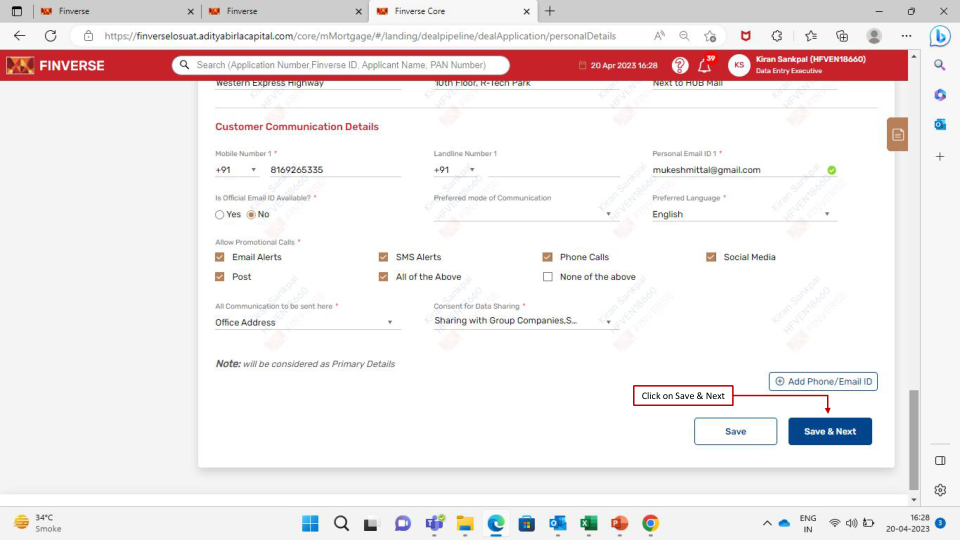 Finverse
Finverse
Finverse Core
https://finverselosuat.adityabirlacapital.com/core/mMortgage/#/landing/dealpipeline/dealApplication/personalDetails
FINVERSE
Search (Application Number,Finverse ID, Applicant Name, PAN Number)
20 Apr 2023 16:28
39
KS
Kiran Sankpal (HFVEN18660)
Data Entry Executive
Western Express Highway
10th Floor, R-Tech Park
Next to HUB Mall
Customer Communication Details
Mobile Number 1 *
Landline Number 1
Personal Email ID 1 *
+91 8169265335
+91
mukeshmittal@gmail.com
Is Official Email ID Available? *
Preferred mode of Communication
Preferred Language *
Yes No
English
Allow Promotional Calls *
Email Alerts
SMS Alerts
Phone Calls
Social Media
Post
All of the Above
None of the above
All Communication to be sent here *
Consent for Data Sharing *
Office Address
Sharing with Group Companies,S...
Note: will be considered as Primary Details
Add Phone/Email ID
Click on Save & Next
Save
Save & Next
34°C
Smoke
ENG
IN
16:28
20-04-2023
3